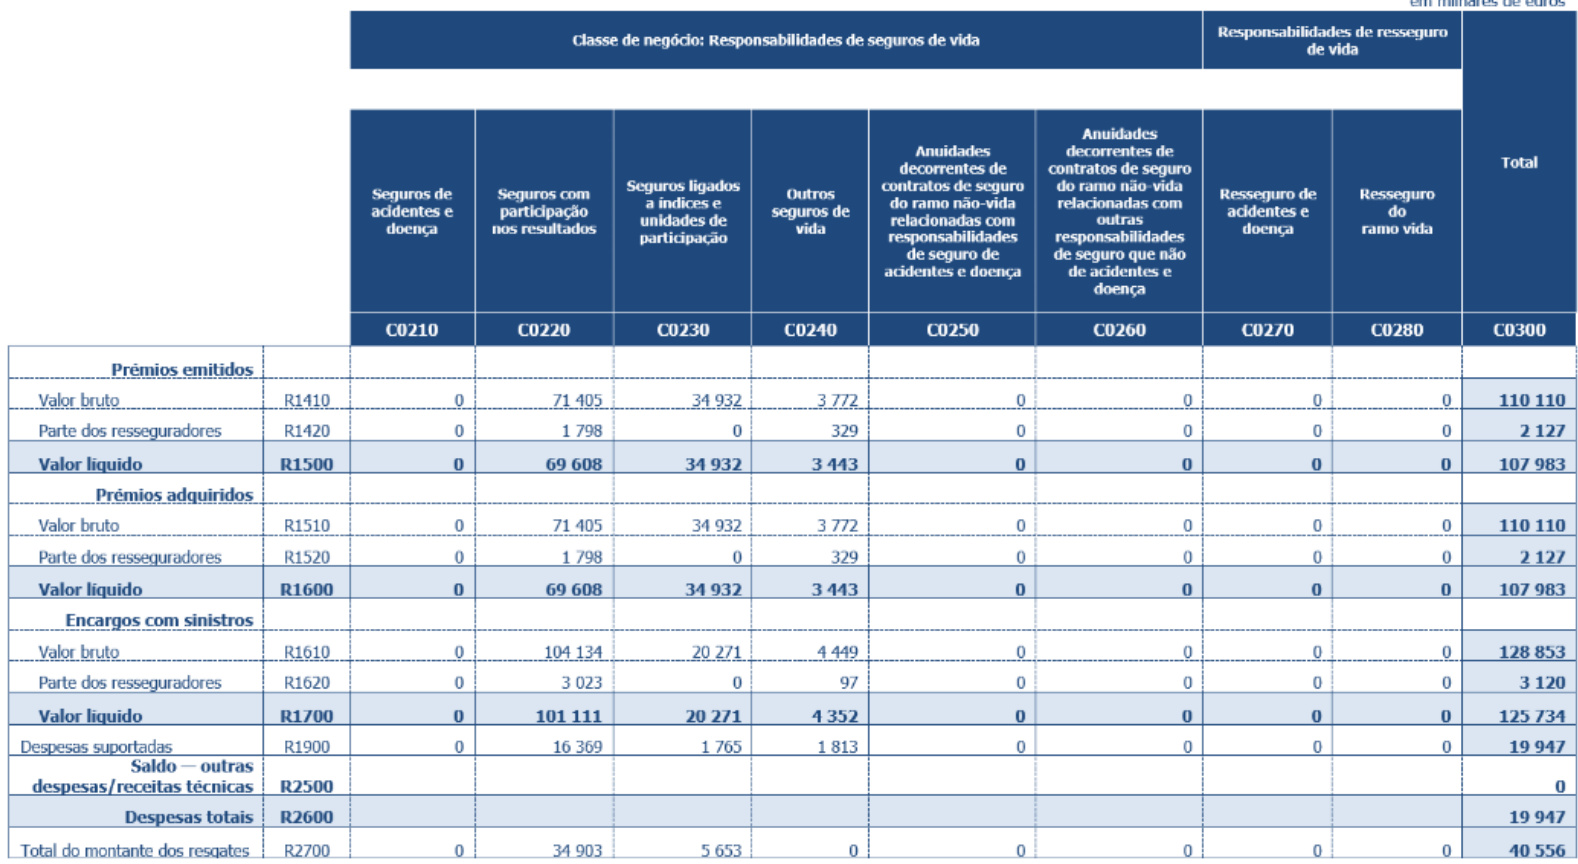 em milhares de euros
Classe de negócio: Responsabilidades de seguros de vida
Responsabilidades de resseguro
de vida
Total
Seguros de
acidentes e
doença
Seguros com
participação
nos resultados
Seguros ligados
a índices e
unidades de
participação
Outros
seguros de
vida
Anuidades
decorrentes de
contratos de seguro
do ramo não-vida
relacionadas com
responsabilidades
de seguro de
acidentes e doença
Anuidades
decorrentes de
contratos de seguro
do ramo não-vida
relacionadas com
outras
responsabilidades
de seguro que não
de acidentes e
doença
Resseguro de
acidentes e
doença
Resseguro
do
ramo vida
C0210 C0220 C0230 C0240 C0250 C0260 C0270 C0280 C0300
Prémios emitidos
Valor bruto R1410 0 71 405 34 932 3 772 0 0 0 0 110 110
Parte dos resseguradores R1420 0 1 798 0 329 0 0 0 0 2 127
Valor líquido R1500 0 69 608 34 932 3 443 0 0 0 0 107 983
Prémios adquiridos
Valor bruto R1510 0 71 405 34 932 3 772 0 0 0 0 110 110
Parte dos resseguradores R1520 0 1 798 0 329 0 0 0 0 2 127
Valor líquido R1600 0 69 608 34 932 3 443 0 0 0 0 107 983
Encargos com sinistros
Valor bruto R1610 0 104 134 20 271 4 449 0 0 0 0 128 853
Parte dos resseguradores R1620 0 3 023 0 97 0 0 0 0 3 120
Valor líquido R1700 0 101 111 20 271 4 352 0 0 0 0 125 734
Despesas suportadas R1900 0 16 369 1 765 1 813 0 0 0 0 19 947
Saldo — outras
despesas/receitas técnicas R2500 0
Despesas totais R2600 19 947
Total do montante dos resgates R2700 0 34 903 5 653 0 0 0 0 0 40 556